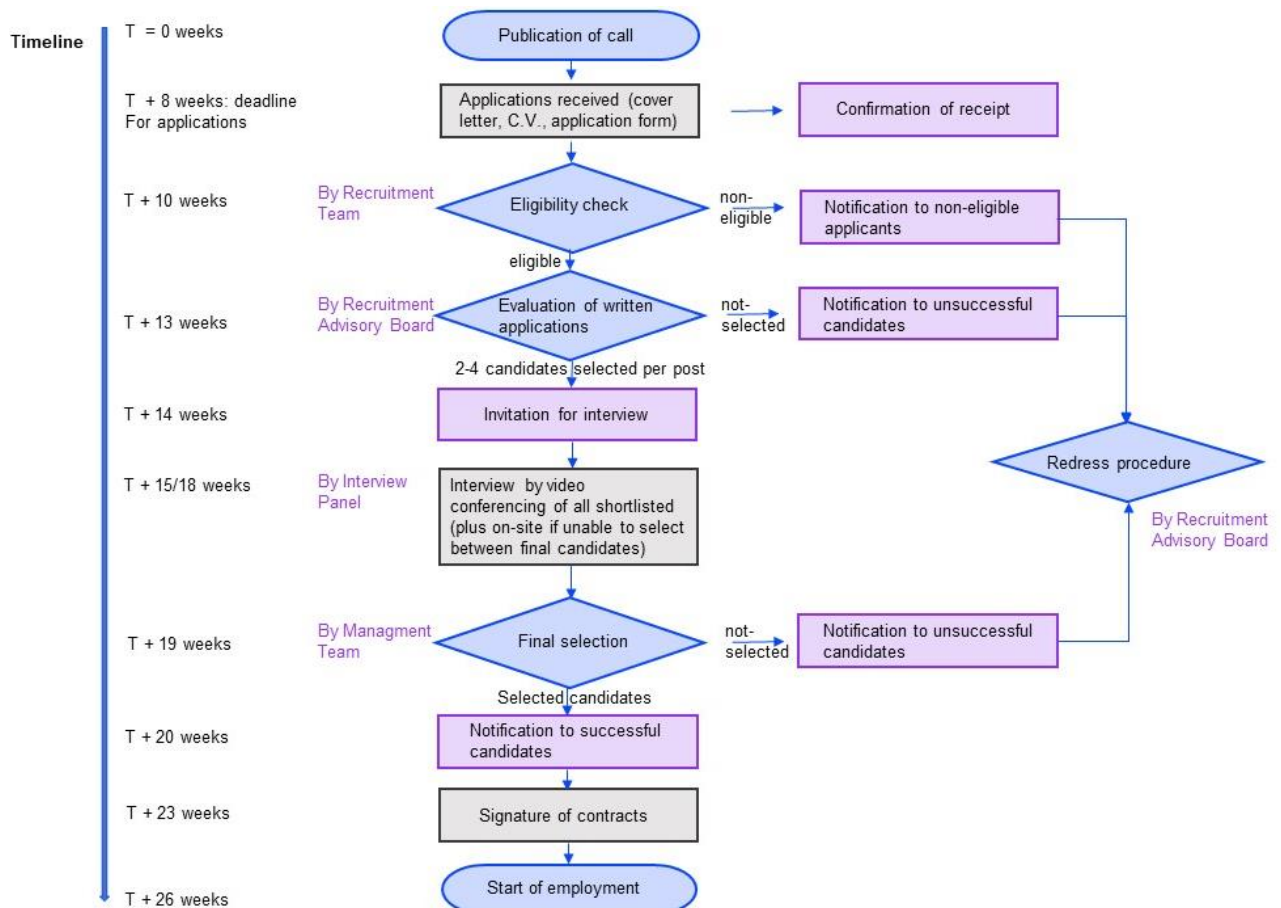 Timeline
T = 0 weeks
Publication of call
T + 8 weeks: deadline
For applications
Applications received (cover
letter, C.V., application form)
Confirmation of receipt
T + 10 weeks
By Recruitment
Team
Eligibility check
non-
eligible
Notification to non-eligible
applicants
eligible
T + 13 weeks
By Recruitment
Advisory Board
Evaluation of written
applications
not-
selected
Notification to unsuccessful
candidates
2-4 candidates selected per post
T + 14 weeks
Invitation for interview
Redress procedure
By Recruitment
Advisory Board
T + 15/18 weeks
By Interview
Panel
Interview by video
conferencing of all shortlisted
(plus on-site if unable to select
between final candidates)
T + 19 weeks
By Managment
Team
Final selection
not-
selected
Notification to unsuccessful
candidates
Selected candidates
T + 20 weeks
Notification to successful
candidates
T + 23 weeks
Signature of contracts
T + 26 weeks
Start of employment